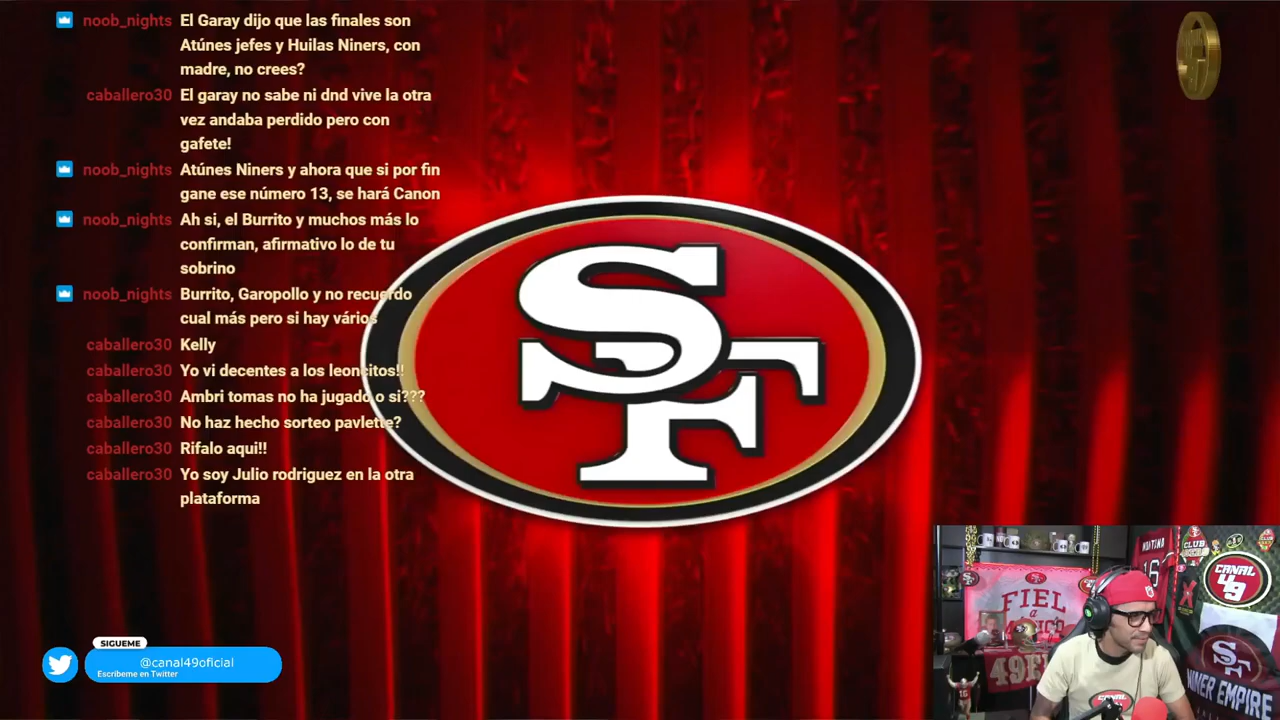 noob_nights El Garay dijo que las finales son
Atúnes jefes y Huilas Niners, con
madre, no crees?
caballero30 El garay no sabe ni dnd vive la otra
vez andaba perdido pero con
gafete!
noob_nights Atúnes Niners y ahora que si por fin
gane ese número 13, se hará Canon
noob_nights Ah si, el Burrito y muchos más lo
confirman, afirmativo lo de tu
sobrino
noob_nights Burrito, Garopollo y no recuerdo
cual más pero si hay vários
caballero30 Kelly
caballero30 Yo vi decentes a los leoncitos!!
caballero30 Ambri tomas no ha jugado o si???
caballero30 No haz hecho sorteo pavlette?
caballero30 Rifalo aqui!!
caballero30 Yo soy Julio rodriguez en la otra
plataforma
SF
SIGUEME
@canal49oficial
Escribeme en Twitter
FIEL
a
MÉXICO
16
CANAL
49
SF
NINER EMPIRE